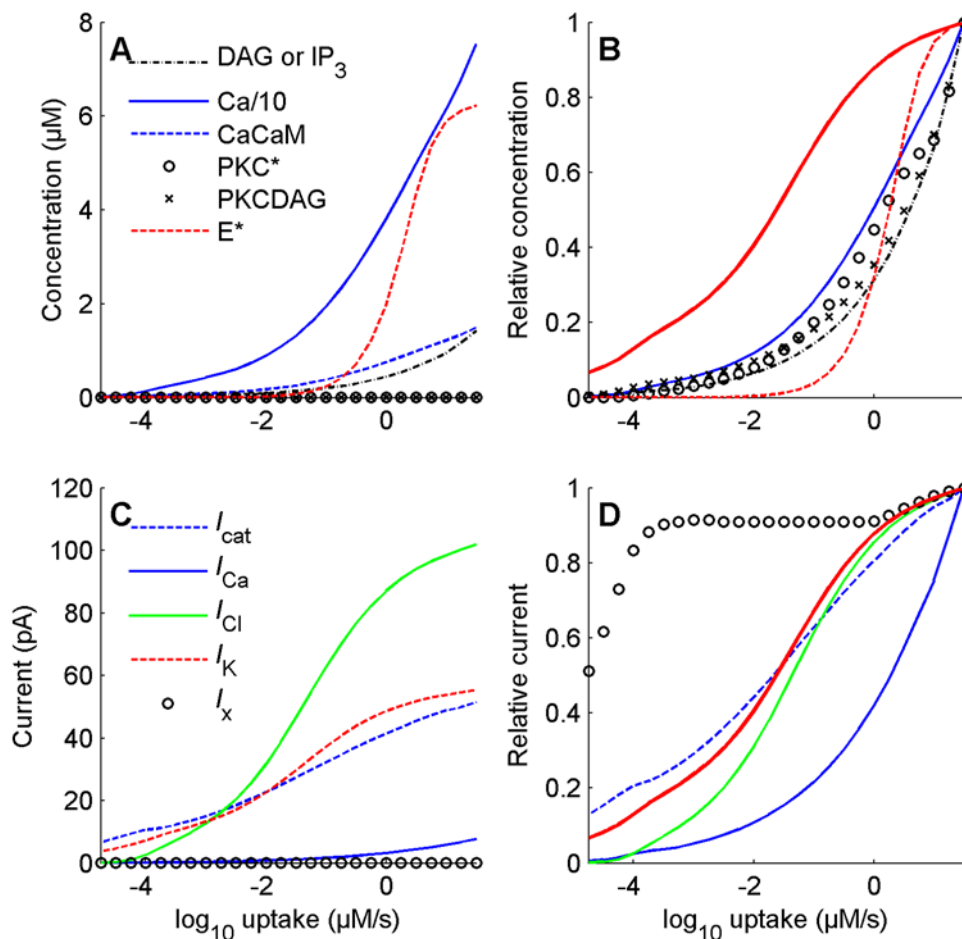 A
Concentration (µM)
8
6
4
2
0
-4 -2 0
DAG or IP3
Ca/10
CaCaM
PKC*
PKCDAG
E*
B
Relative concentration
1
0.8
0.6
0.4
0.2
0
-4 -2 0
C
Current (pA)
120
100
80
60
40
20
0
-4 -2 0
log10 uptake (µM/s)
Icat
ICa
ICl
IK
Ix
D
Relative current
1
0.8
0.6
0.4
0.2
0
-4 -2 0
log10 uptake (µM/s)